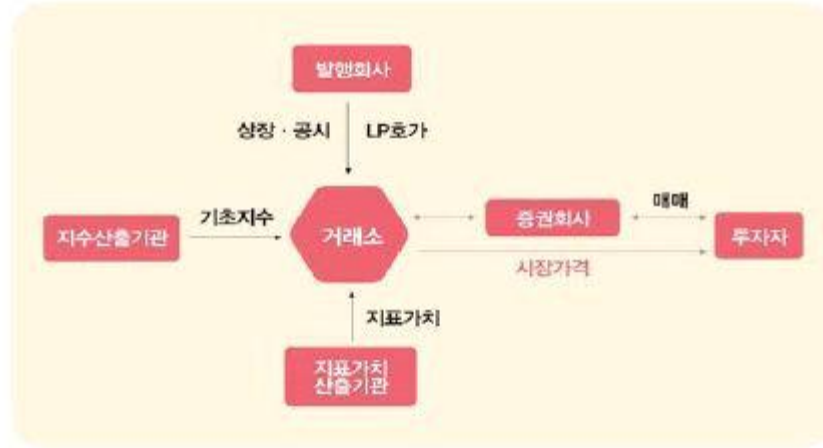 발행회사
상장 · 공시
LP호가
지수산출기관
기초지수
거래소
증권회사
매매
투자자
시장가격
지표가치
지표가치
산출기관